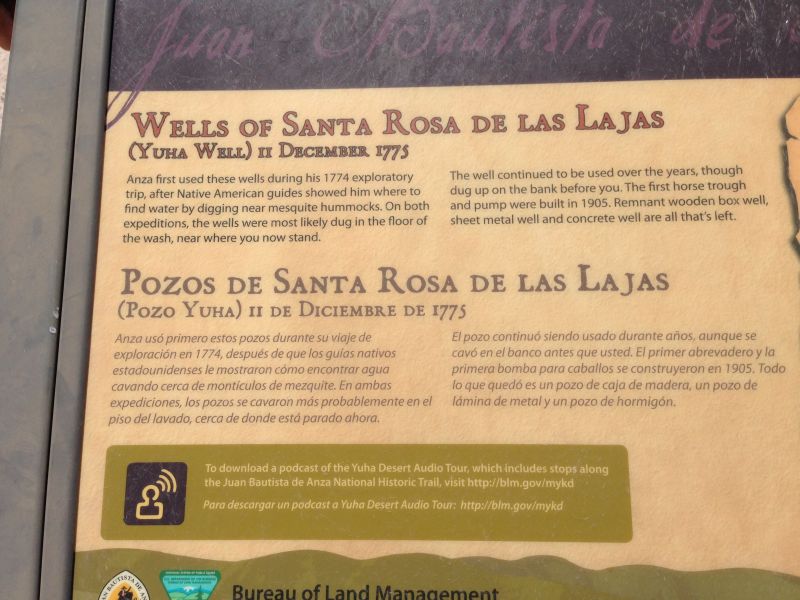 Juan Bautista de
WELLS OF SANTA ROSA DE LAS LAJAS
(YUHA WELL) 11 DECEMBER 1775
Anza first used these wells during his 1774 exploratory
trip, after Native American guides showed him where to
find water by digging near mesquite hummocks. On both
expeditions, the wells were most likely dug in the floor of
the wash, near where you now stand.
The well continued to be used over the years, though
dug up on the bank before you. The first horse trough
and pump were built in 1905. Remnant wooden box well,
sheet metal well and concrete well are all that's left.
POZOS DE SANTA ROSA DE LAS LAJAS
(POZO YUHA) 11 DE DICIEMBRE DE 1775
Anza usó primero estos pozos durante su viaje de
exploración en 1774, después de que los guías nativos
estadounidenses le mostraron cómo encontrar agua
cavando cerca de montículos de mezquite. En ambas
expediciones, los pozos se cavaron más probablemente en el
piso del lavado, cerca de donde está parado ahora.
El pozo continuó siendo usado durante años, aunque se
cavó en el banco antes que usted. El primer abrevadero y la
primera bomba para caballos se construyeron en 1905. Todo
lo que quedó es un pozo de caja de madera, un pozo de
lámina de metal y un pozo de hormigón.
To download a podcast of the Yuha Desert Audio Tour, which includes stops along
the Juan Bautista de Anza National Historic Trail, visit http://blm.gov/mykd
Para descargar un podcast a Yuha Desert Audio Tour: http://blm.gov/mykd
Bureau of Land Management